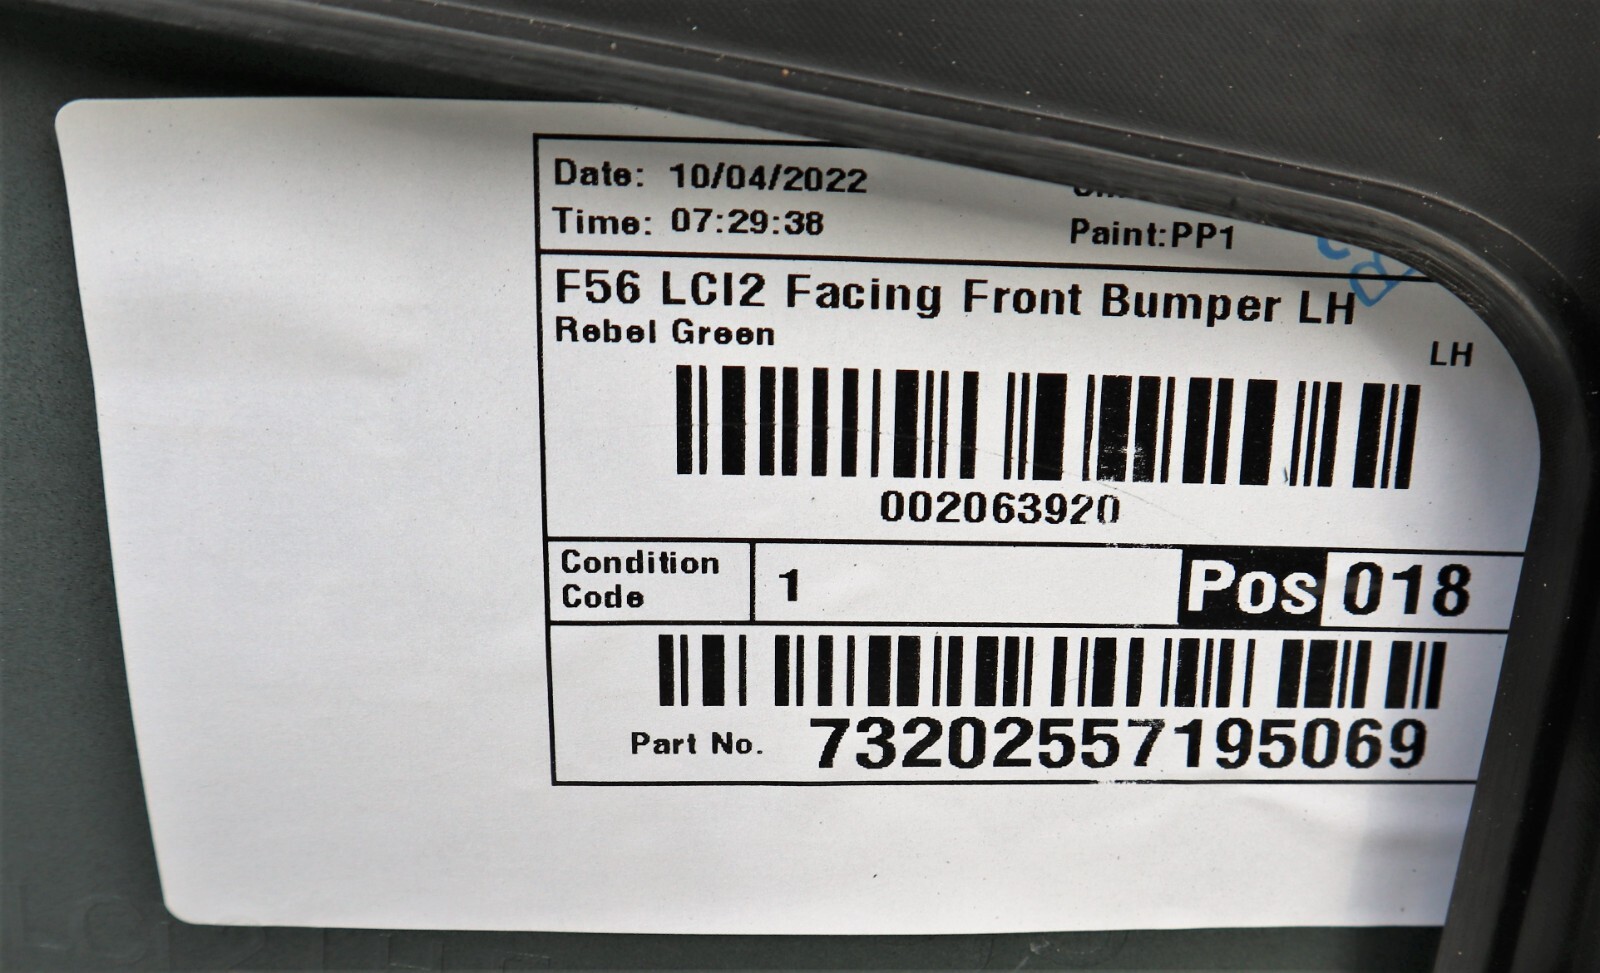 Date: 10/04/2022
Time: 07:29:38
Paint:PP1
F56 LCI2 Facing Front Bumper LH
Rebel Green
LH
002063920
Condition
Code
1
Pos 018
Part No. 73202557195069